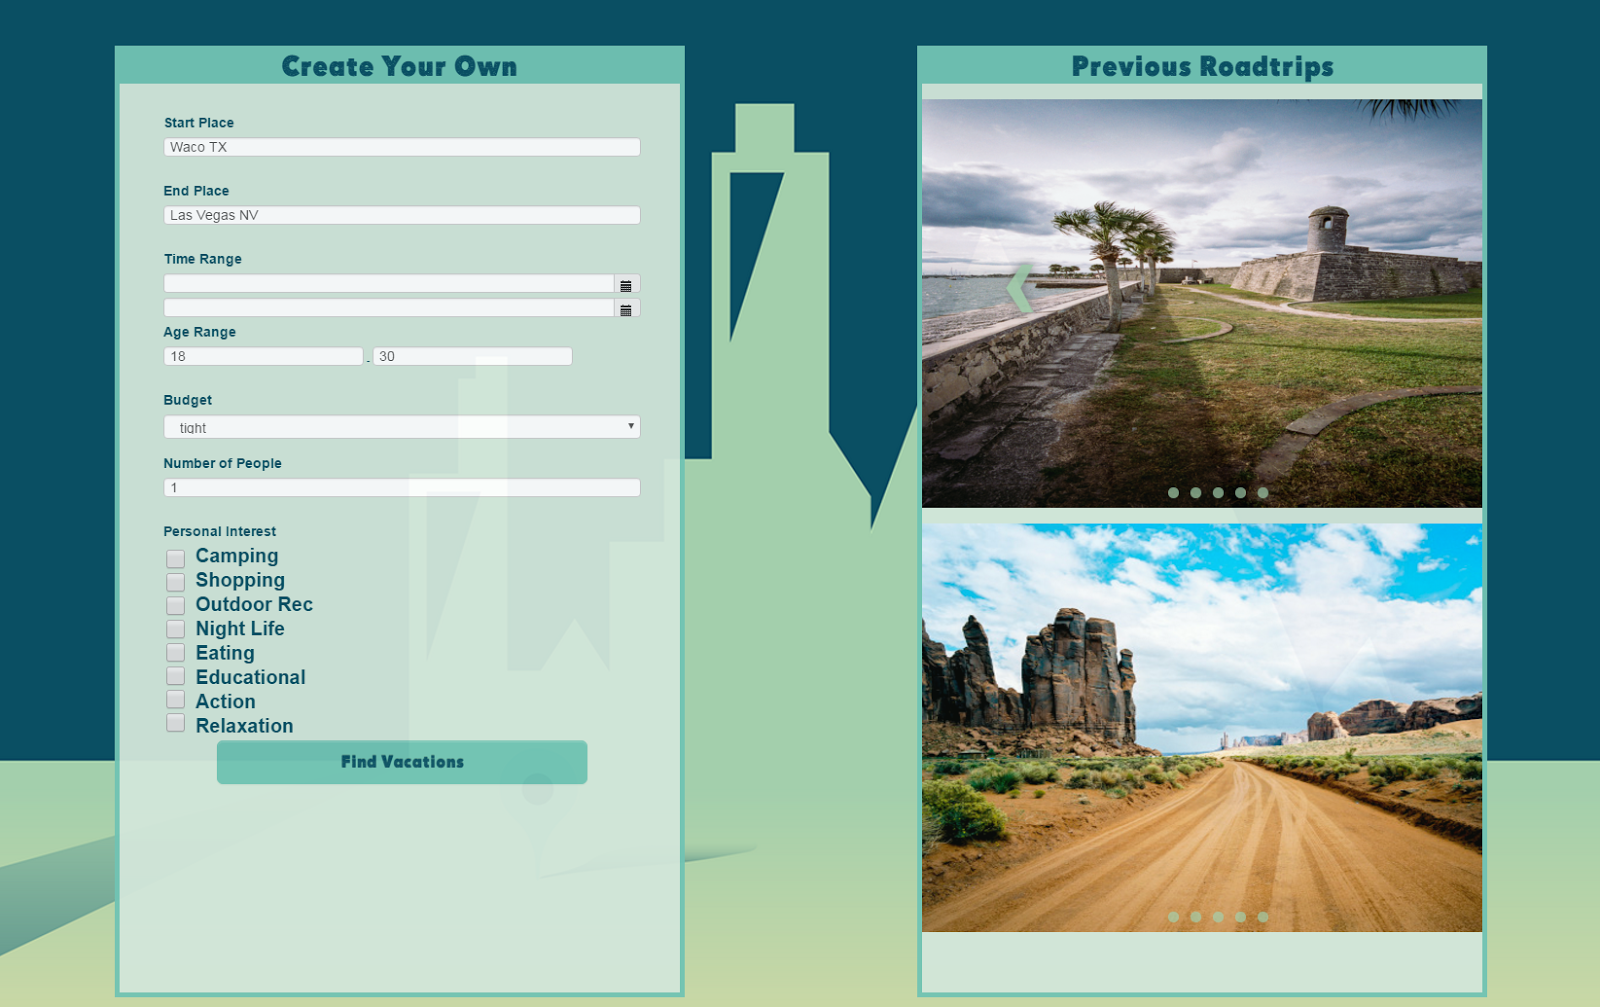 Create Your Own
Start Place
Waco TX
End Place
Las Vegas NV
Time Range
Age Range
18 - 30
Budget
tight
Number of People
1
Personal Interest
Camping
Shopping
Outdoor Rec
Night Life
Eating
Educational
Action
Relaxation
Find Vacations
Previous Roadtrips